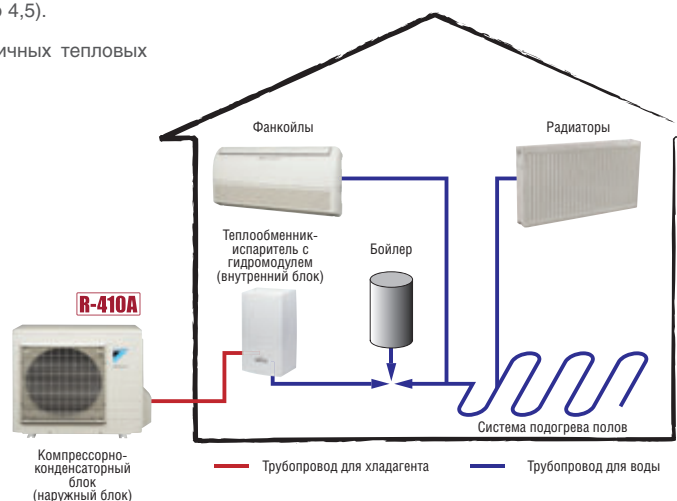 о 4,5).
ичных тепловых
Фанкойлы
Радиаторы
Теплообменник-
испаритель с
гидромодулем
(внутренний блок)
Бойлер
R-410A
Система подогрева полов
Компрессорно-
конденсаторный
блок
(наружный блок)
Трубопровод для хладагента
Трубопровод для воды